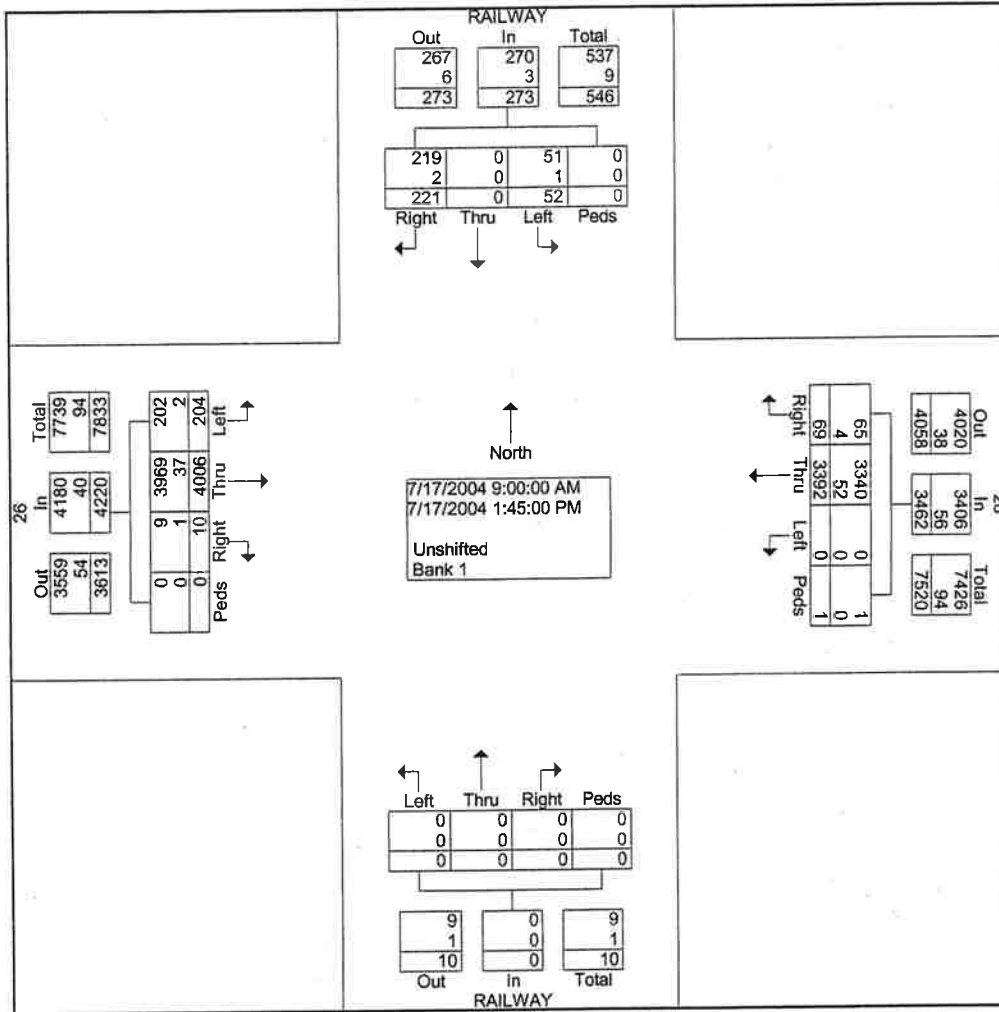 RAILWAY
Out In Total
267 270 537
6 3 9
273 273 546
219 0 51 0
2 0 1 0
221 0 52 0
Right Thru Left Peds
26
Total In Out
7739 4180 3559
94 40 54
7833 4220 3613
202 3969 9 0
2 37 1 0
204 4006 10 0
Left Thru Right Peds
North
7/17/2004 9:00:00 AM
7/17/2004 1:45:00 PM
Unshifted
Bank 1
Right Thru Left Peds
69 3392 0 1
4 52 0 0
65 3340 0 1
Out In Total
4020 3406 7426
38 56 94
4058 3462 7520
Left Thru Right Peds
0 0 0 0
0 0 0 0
0 0 0 0
9 0 9
1 0 1
10 0 10
Out In Total
RAILWAY